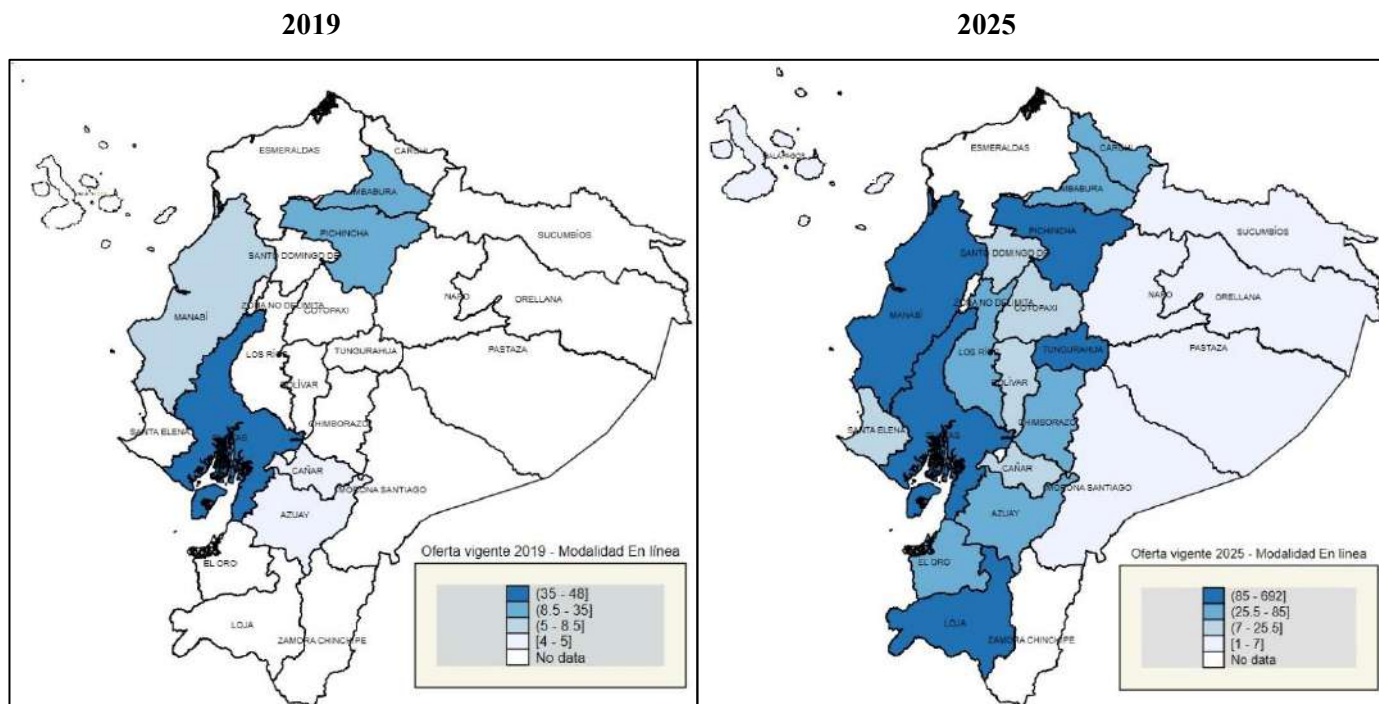 2019
2025
ESMERALDAS
CARCHI
IMBABURA
PICHINCHA
SUCUMBÍOS
SANTO DOMINGO DE
NAPO
ORELLANA
ZONA NO DELIMITA
COTOPAXI
MANABÍ
LOS RÍOS
TUNGURAHUA
PASTAZA
BOLÍVAR
CHIMBORAZO
SANTA ELENA
CAÑAR
MORONA SANTIAGO
AZUAY
EL ORO
LOJA
ZAMORA CHINCHIPE
Oferta vigente 2019 - Modalidad En línea
(35 - 48]
(8.5 - 35]
(5 - 8.5]
[4 - 5]
No data
GALÁPAGOS
ESMERALDAS
CARCHI
IMBABURA
PICHINCHA
SUCUMBÍOS
SANTO DOMINGO DE
NAPO
ORELLANA
ZONA NO DELIMITA
COTOPAXI
MANABÍ
LOS RÍOS
TUNGURAHUA
PASTAZA
BOLÍVAR
CHIMBORAZO
SANTA ELENA
CAÑAR
MORONA SANTIAGO
AZUAY
EL ORO
LOJA
ZAMORA CHINCHIPE
Oferta vigente 2025 - Modalidad En línea
(85 - 692]
(25.5 - 85]
(7 - 25.5]
[1 - 7]
No data